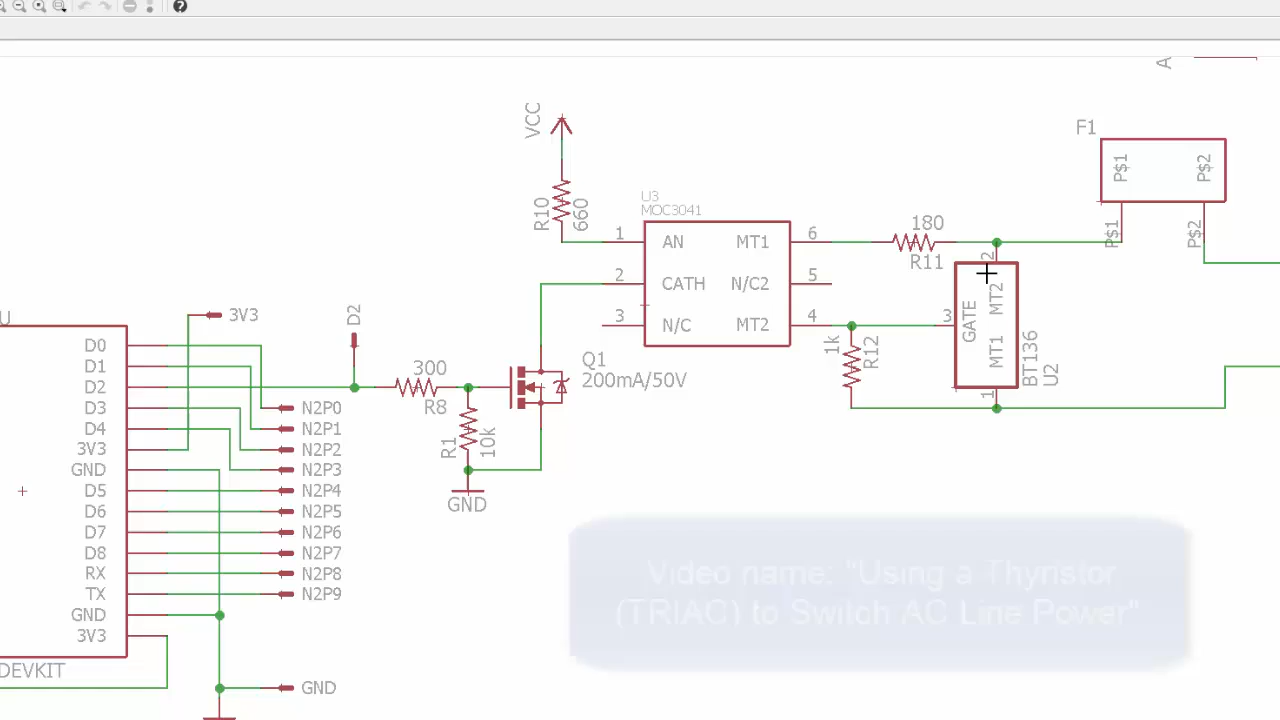 A
VCC
F1
P$1
P$2
P$1
P$2
R10
660
U3
MOC3041
1
AN
MT1
6
2
CATH
N/C2
5
3
N/C
MT2
4
180
R11
2
MT2
3
GATE
MT1
1
BT136
U2
1k
R12
U
3V3
D2
300
R8
Q1
200mA/50V
R1
10k
GND
D0
D1
D2
D3
D4
3V3
GND
D5
D6
D7
D8
RX
TX
GND
3V3
N2P0
N2P1
N2P2
N2P3
N2P4
N2P5
N2P6
N2P7
N2P8
N2P9
GND
DEVKIT
Video name: "Using a Thyristor
(TRIAC) to Switch AC Line Power"